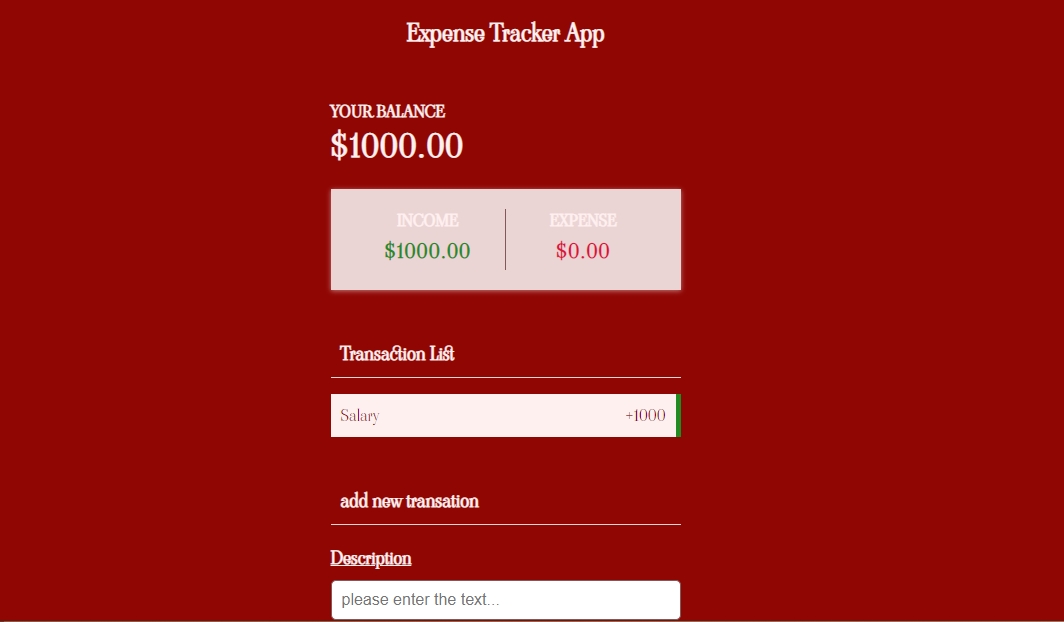 Expense Tracker App
YOUR BALANCE
$1000.00
INCOME EXPENSE
$1000.00 $0.00
Transaction List
Salary +1000
add new transation
Description
please enter the text...